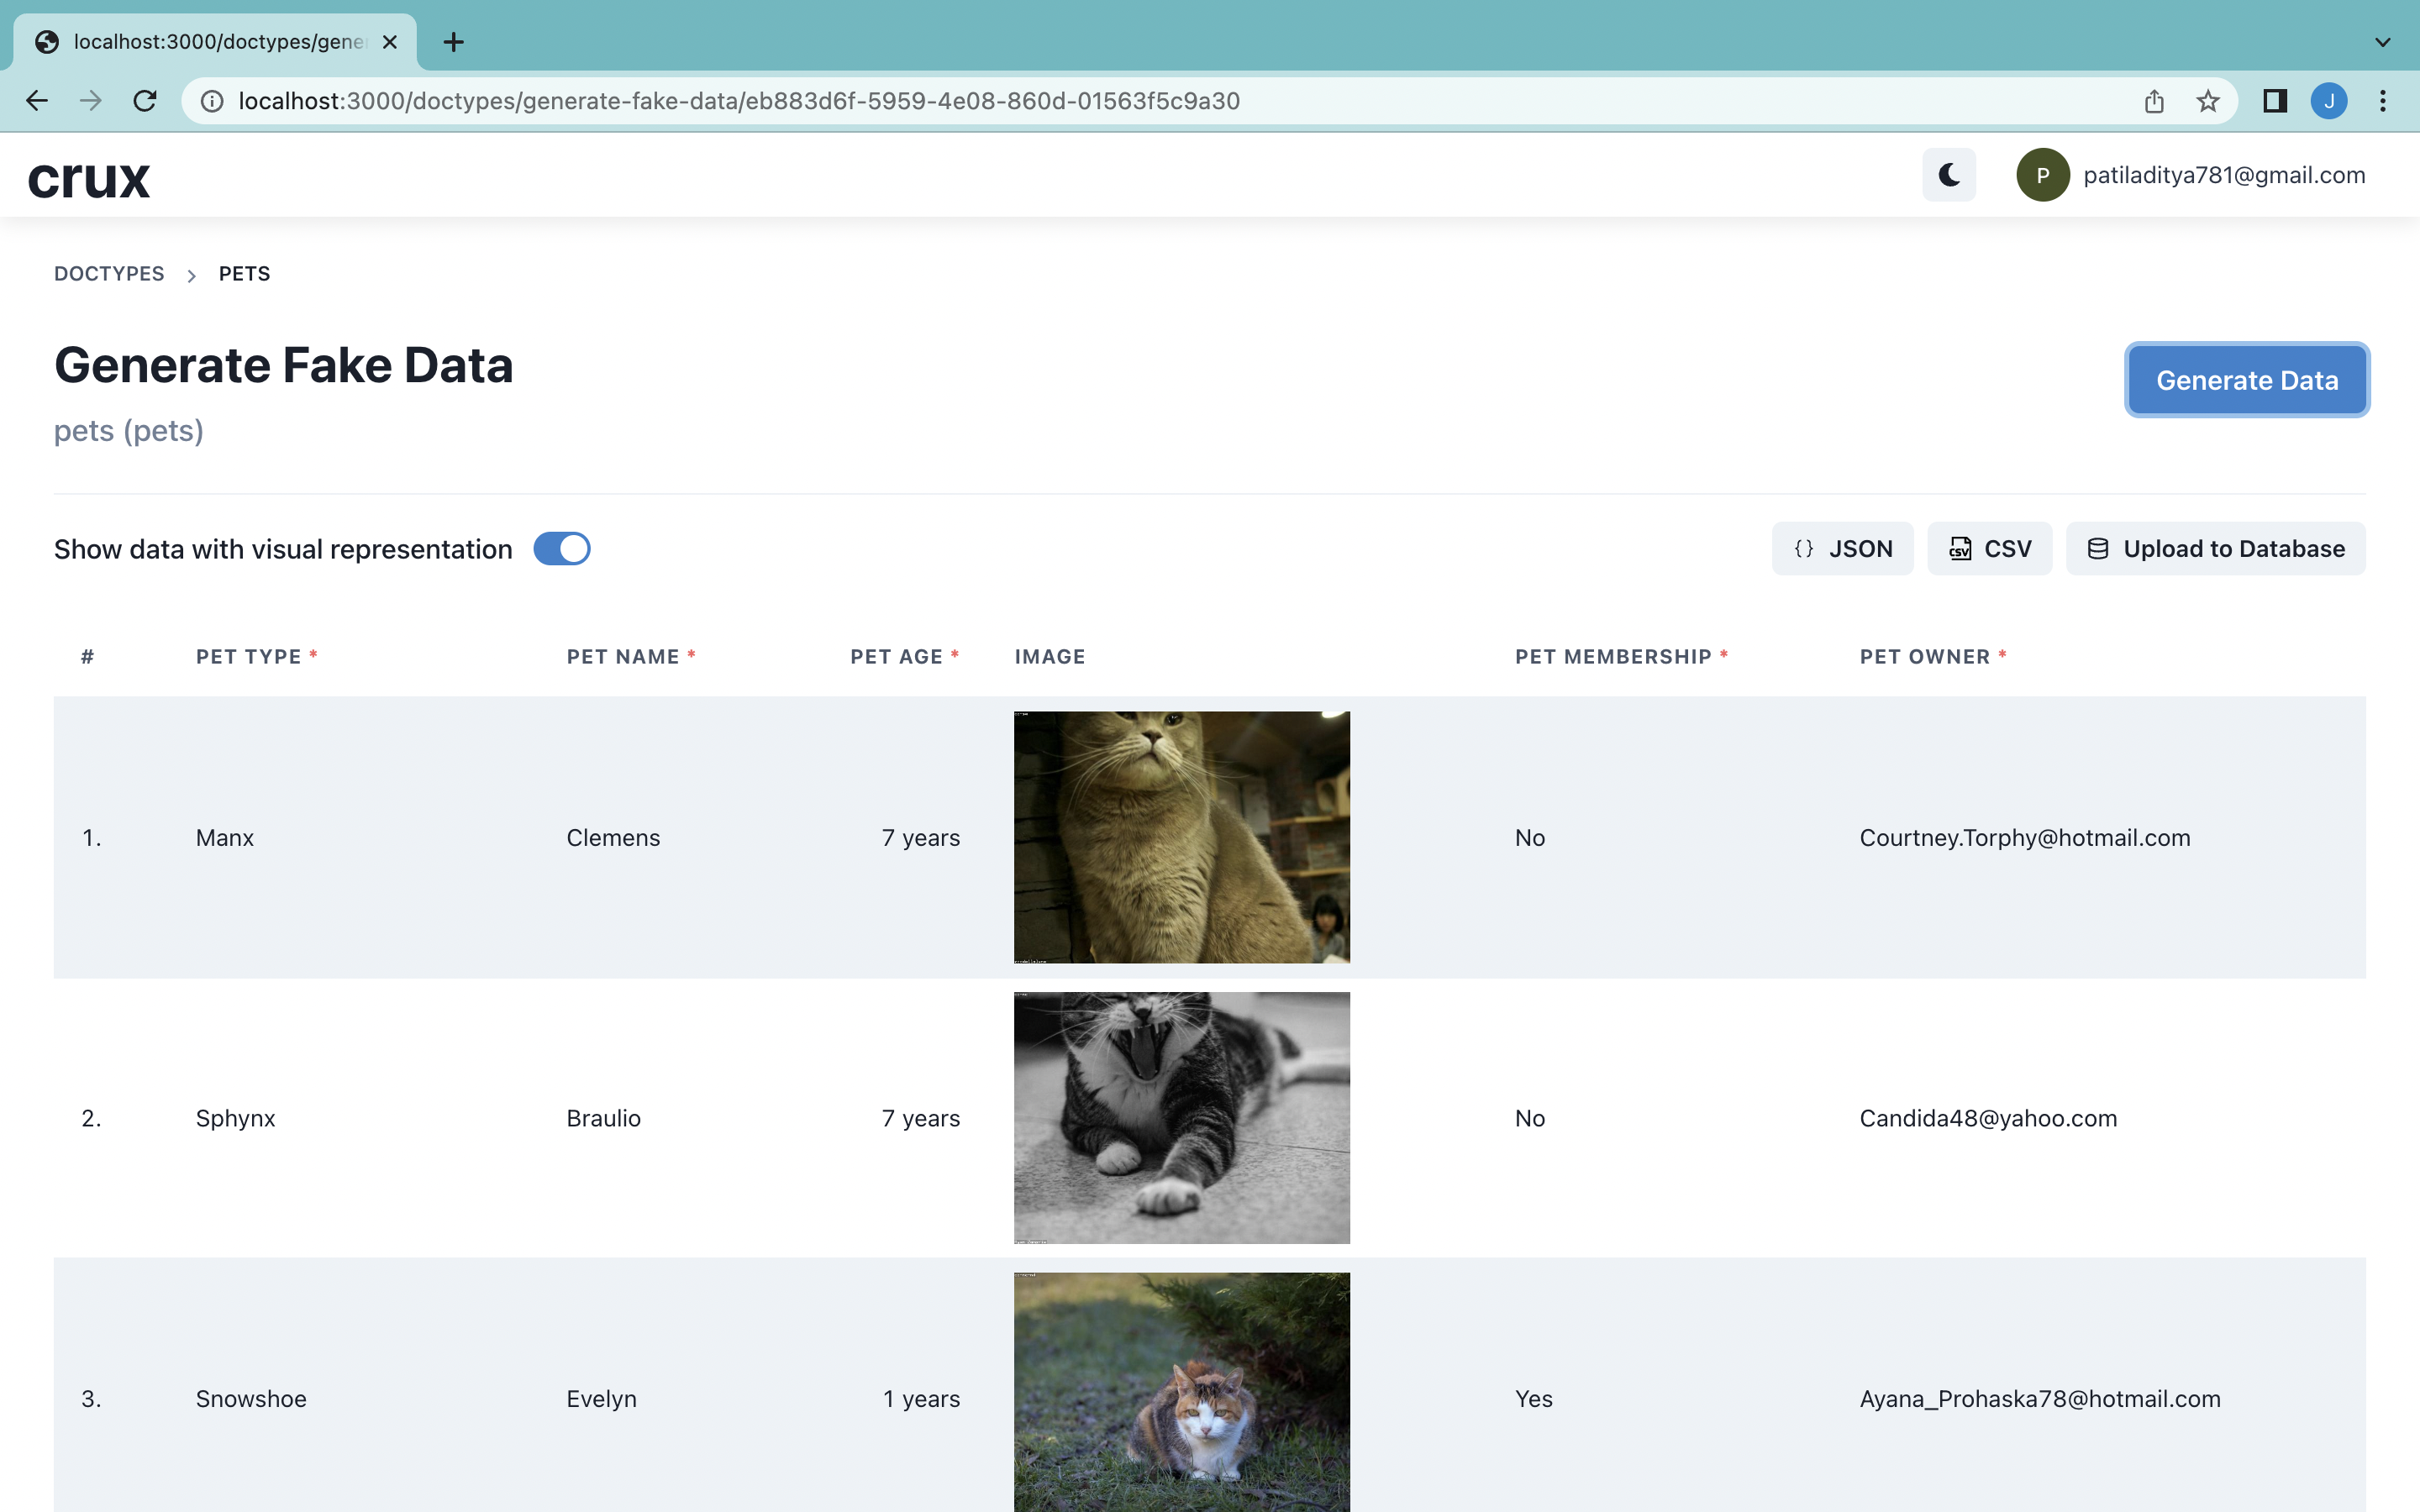 localhost:3000/doctypes/gene
localhost:3000/doctypes/generate-fake-data/eb883d6f-5959-4e08-860d-01563f5c9a30
J
crux
P patiladitya781@gmail.com
DOCTYPES > PETS
Generate Fake Data
Generate Data
pets (pets)
Show data with visual representation
{} JSON
CSV CSV
Upload to Database
# PET TYPE * PET NAME * PET AGE * IMAGE PET MEMBERSHIP * PET OWNER *
1. Manx Clemens 7 years No Courtney.Torphy@hotmail.com
2. Sphynx Braulio 7 years No Candida48@yahoo.com
3. Snowshoe Evelyn 1 years Yes Ayana_Prohaska78@hotmail.com